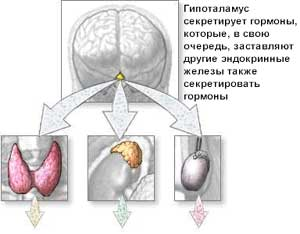 Гипоталамус
секретирует гормоны,
которые, в свою
очередь, заставляют
другие эндокринные
железы также
секретировать
гормоны